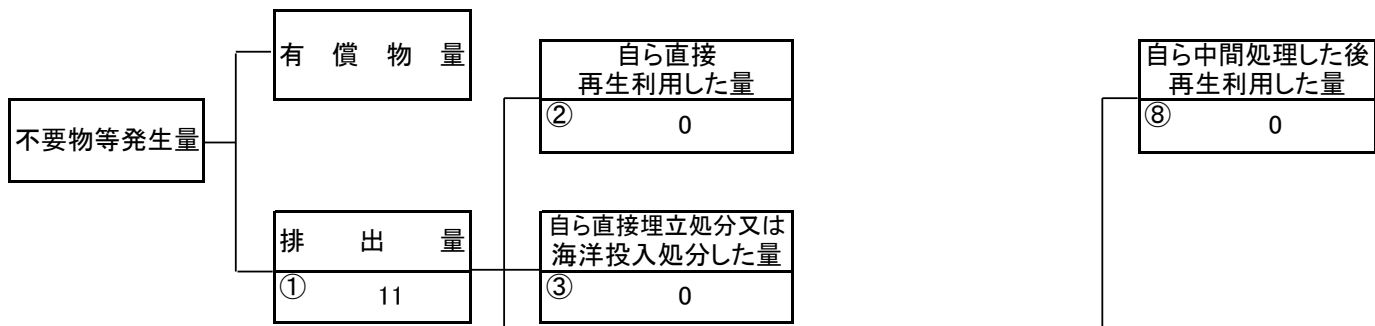 有償物量
自ら直接
再生利用した量
② 0
自ら中間処理した後
再生利用した量
⑧ 0
不要物等発生量
排出量
① 11
自ら直接埋立処分又は
海洋投入処分した量
③ 0